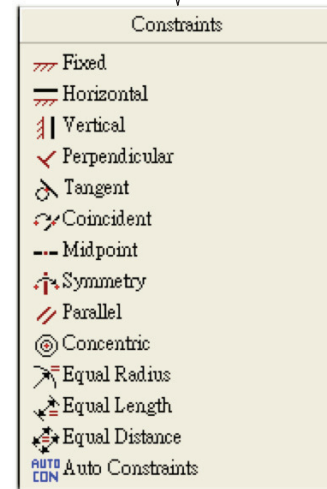 Constraints
Fixed
Horizontal
Vertical
Perpendicular
Tangent
Coincident
Midpoint
Symmetry
Parallel
Concentric
Equal Radius
Equal Length
Equal Distance
AUTO
CON Auto Constraints